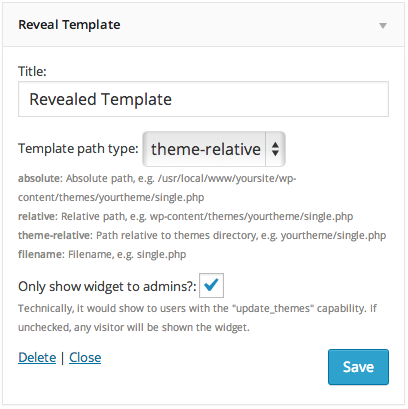 Reveal Template
Title:
Revealed Template
Template path type: theme-relative
absolute: Absolute path, e.g. /usr/local/www/yoursite/wp-
content/themes/yourtheme/single.php
relative: Relative path, e.g. wp-content/themes/yourtheme/single.php
theme-relative: Path relative to themes directory, e.g. yourtheme/single.php
filename: Filename, e.g. single.php
Only show widget to admins?:
Technically, it would show to users with the "update_themes" capability. If
unchecked, any visitor will be shown the widget.
Delete | Close
Save